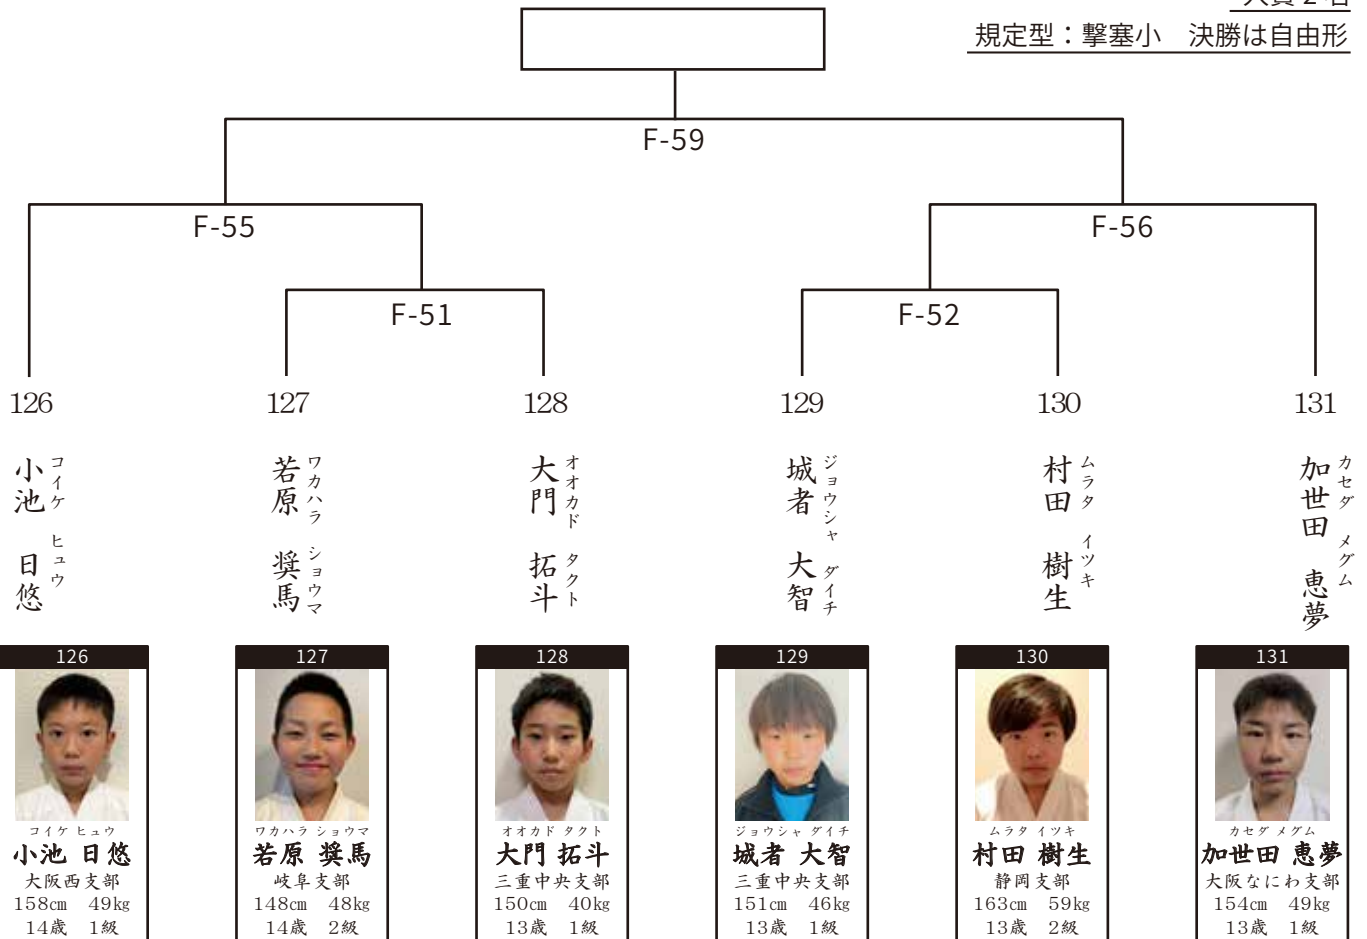 入賞 2 名
規定型：撃塞小　決勝は自由形
F-59
F-55
F-56
F-51
F-52
126
127
128
129
130
131
小池 日悠
コイケ ヒュウ
若原 奨馬
ワカハラ ショウマ
大門 拓斗
オオカド タクト
城者 大智
ジョウシャ ダイチ
村田 樹生
ムラタ イツキ
加世田 恵夢
カセダ メグム
126
コイケ ヒュウ
小池 日悠
大阪西支部
158cm 49kg
14歳 1級
127
ワカハラ ショウマ
若原 奨馬
岐阜支部
148cm 48kg
14歳 2級
128
オオカド タクト
大門 拓斗
三重中央支部
150cm 40kg
13歳 1級
129
ジョウシャ ダイチ
城者 大智
三重中央支部
151cm 46kg
13歳 1級
130
ムラタ イツキ
村田 樹生
静岡支部
163cm 59kg
13歳 2級
131
カセダ メグム
加世田 恵夢
大阪なにわ支部
154cm 49kg
13歳 1級